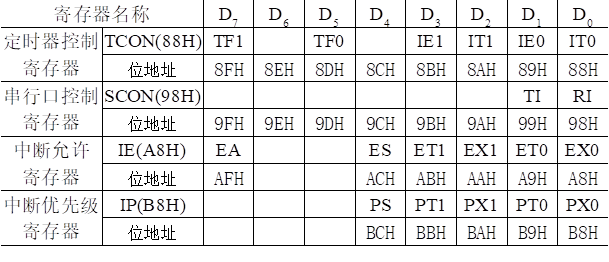 寄存器名称 D7 D6 D5 D4 D3 D2 D1 D0
定时器控制 TCON(88H) TF1 TF0 IE1 IT1 IE0 IT0
寄存器 位地址 8FH 8EH 8DH 8CH 8BH 8AH 89H 88H
串行口控制 SCON(98H) TI RI
寄存器 位地址 9FH 9EH 9DH 9CH 9BH 9AH 99H 98H
中断允许 IE(A8H) EA ES ET1 EX1 ET0 EX0
寄存器 位地址 AFH ACH ABH AAH A9H A8H
中断优先级 IP(B8H) PS PT1 PX1 PT0 PX0
寄存器 位地址 BCH BBH BAH B9H B8H